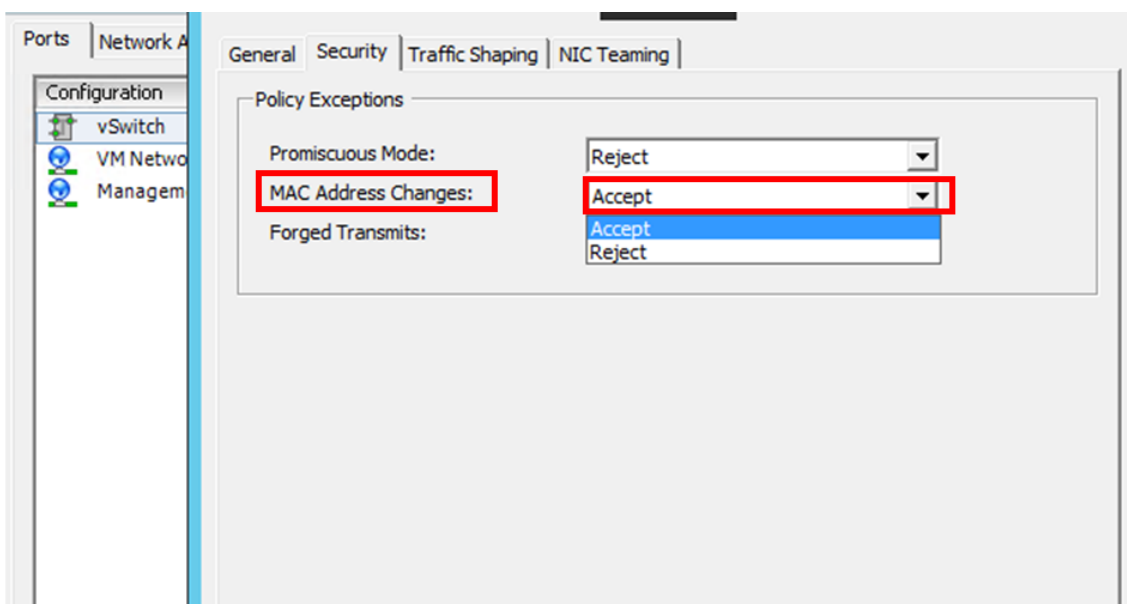 Ports Network A
Configuration
vSwitch
VM Netwo
Managem
General Security Traffic Shaping NIC Teaming
Policy Exceptions
Promiscuous Mode: Reject
MAC Address Changes: Accept
Forged Transmits: Accept
Reject